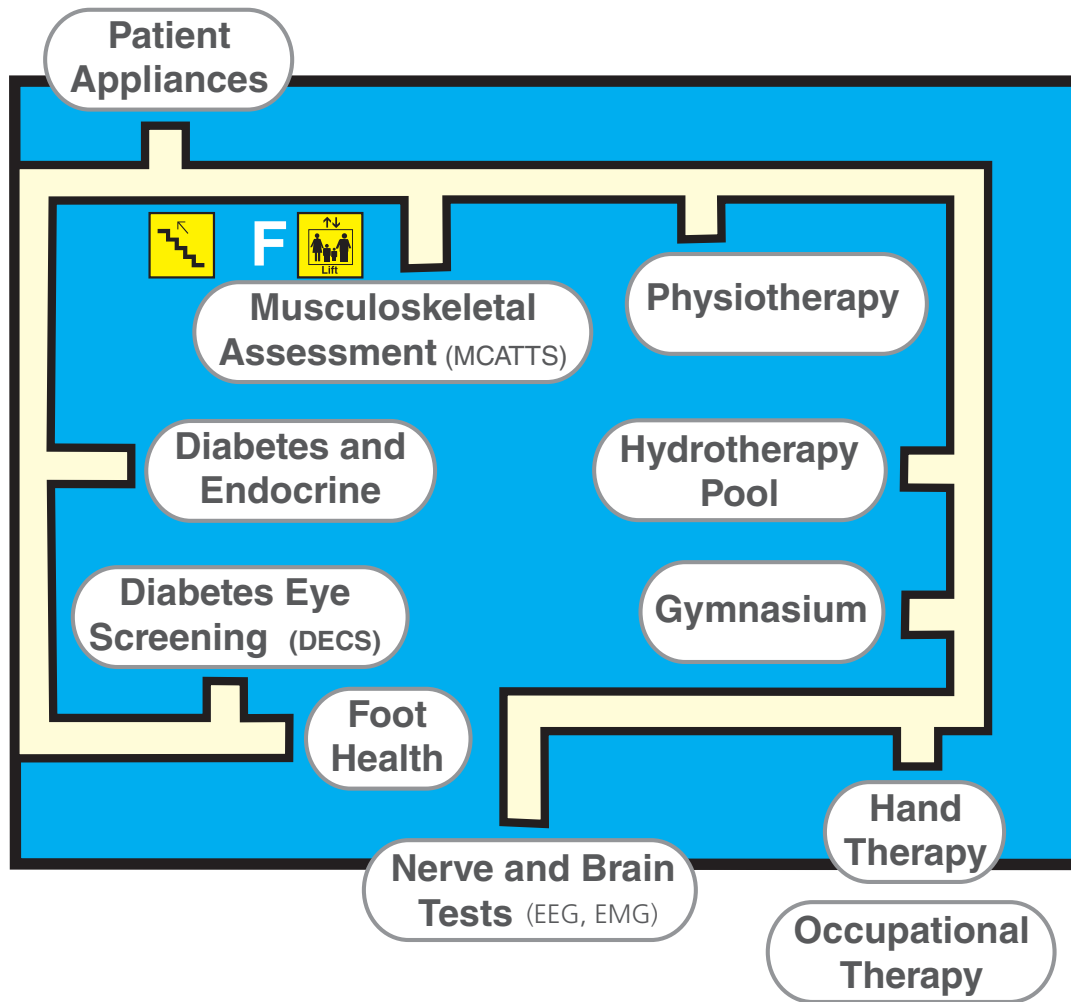 Patient
Appliances
F
Lift
Musculoskeletal
Assessment (MCATTS)
Physiotherapy
Diabetes and
Endocrine
Hydrotherapy
Pool
Diabetes Eye
Screening (DECS)
Gymnasium
Foot
Health
Hand
Therapy
Nerve and Brain
Tests (EEG, EMG)
Occupational
Therapy